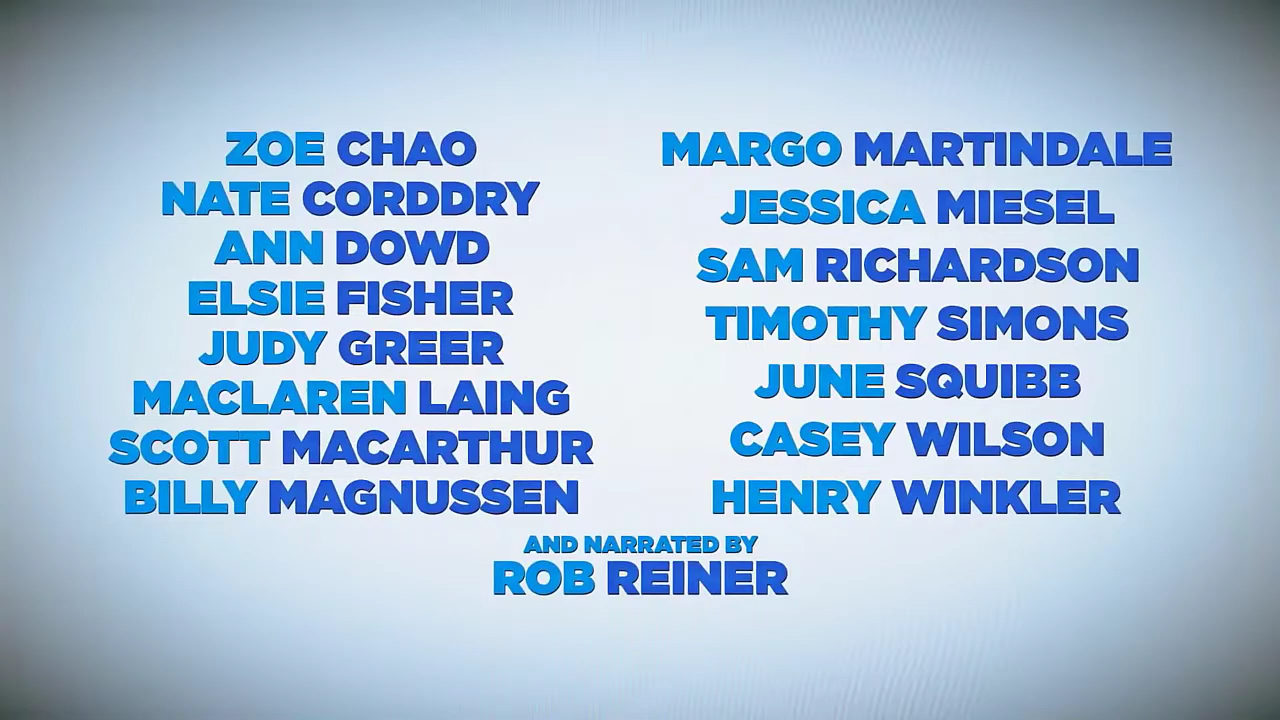 ZOE CHAO
NATE CORDDRY
ANN DOWD
ELSIE FISHER
JUDY GREER
MACLAREN LAING
SCOTT MACARTHUR
BILLY MAGNUSSEN
MARGO MARTINDALE
JESSICA MIESEL
SAM RICHARDSON
TIMOTHY SIMONS
JUNE SQUIBB
CASEY WILSON
HENRY WINKLER
AND NARRATED BY
ROB REINER